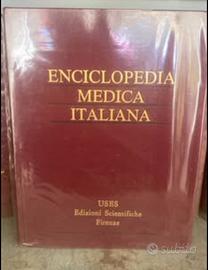 ENCICLOPEDIA
MEDICA
ITALIANA
USES
Edizioni Scientifiche
Firenze
subito